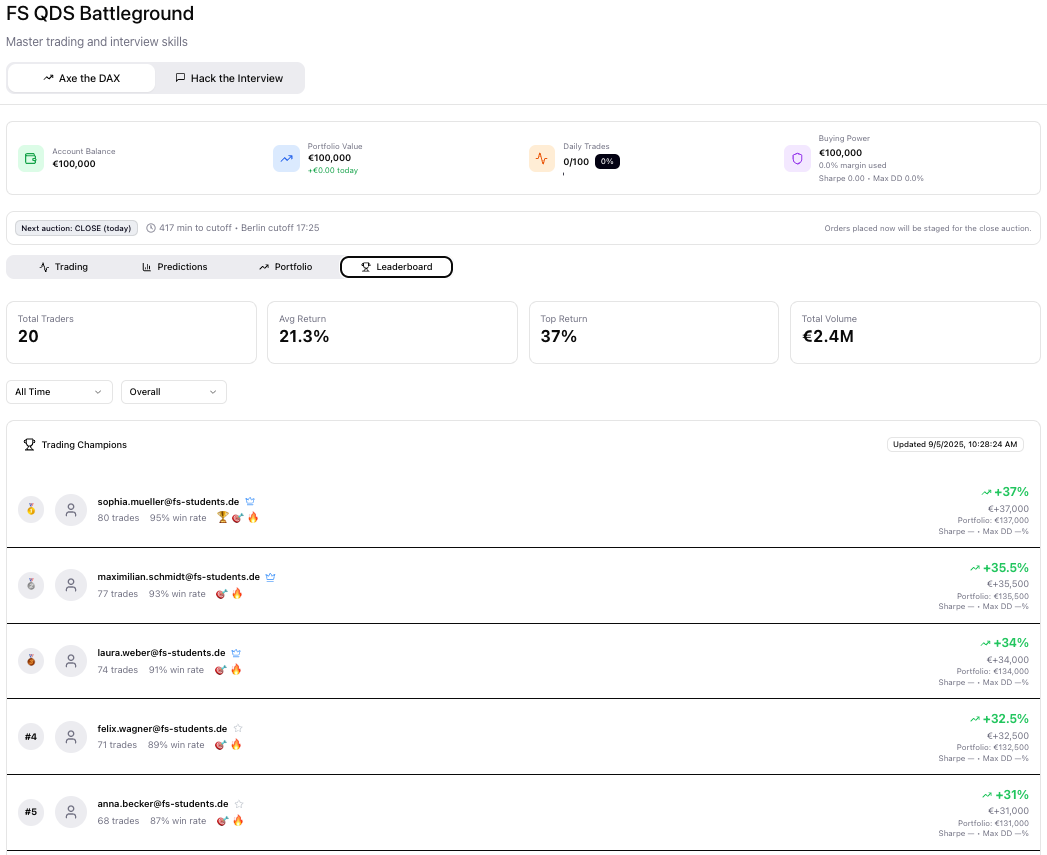 FS QDS Battleground
Master trading and interview skills
Axe the DAX
Hack the Interview
Account Balance
€100,000
Portfolio Value
€100,000
+€0.00 today
Daily Trades
0/100 0%
Buying Power
€100,000
0.0% margin used
Sharpe 0.00 • Max DD 0.0%
Next auction: CLOSE (today) 417 min to cutoff • Berlin cutoff 17:25
Orders placed now will be staged for the close auction.
Trading
Predictions
Portfolio
Leaderboard
Total Traders
20
Avg Return
21.3%
Top Return
37%
Total Volume
€2.4M
All Time
Overall
Trading Champions
Updated 9/5/2025, 10:28:24 AM
sophia.mueller@fs-students.de
80 trades 95% win rate
+37%
€+37,000
Portfolio: €137,000
Sharpe — • Max DD —%
maximilian.schmidt@fs-students.de
77 trades 93% win rate
+35.5%
€+35,500
Portfolio: €135,500
Sharpe — • Max DD —%
laura.weber@fs-students.de
74 trades 91% win rate
+34%
€+34,000
Portfolio: €134,000
Sharpe — • Max DD —%
#4
felix.wagner@fs-students.de
71 trades 89% win rate
+32.5%
€+32,500
Portfolio: €132,500
Sharpe — • Max DD —%
#5
anna.becker@fs-students.de
68 trades 87% win rate
+31%
€+31,000
Portfolio: €131,000
Sharpe — • Max DD —%